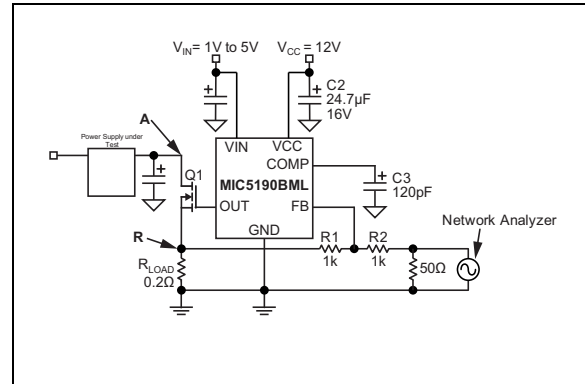 VIN= 1V to 5V
VCC = 12V
C2
24.7µF
16V
A
Power Supply under
Test
VIN
VCC
COMP
Q1
MIC5190BML
C3
120pF
OUT
FB
Network Analyzer
GND
R
R1
1k
R2
1k
RLOAD
0.2Ω
50Ω